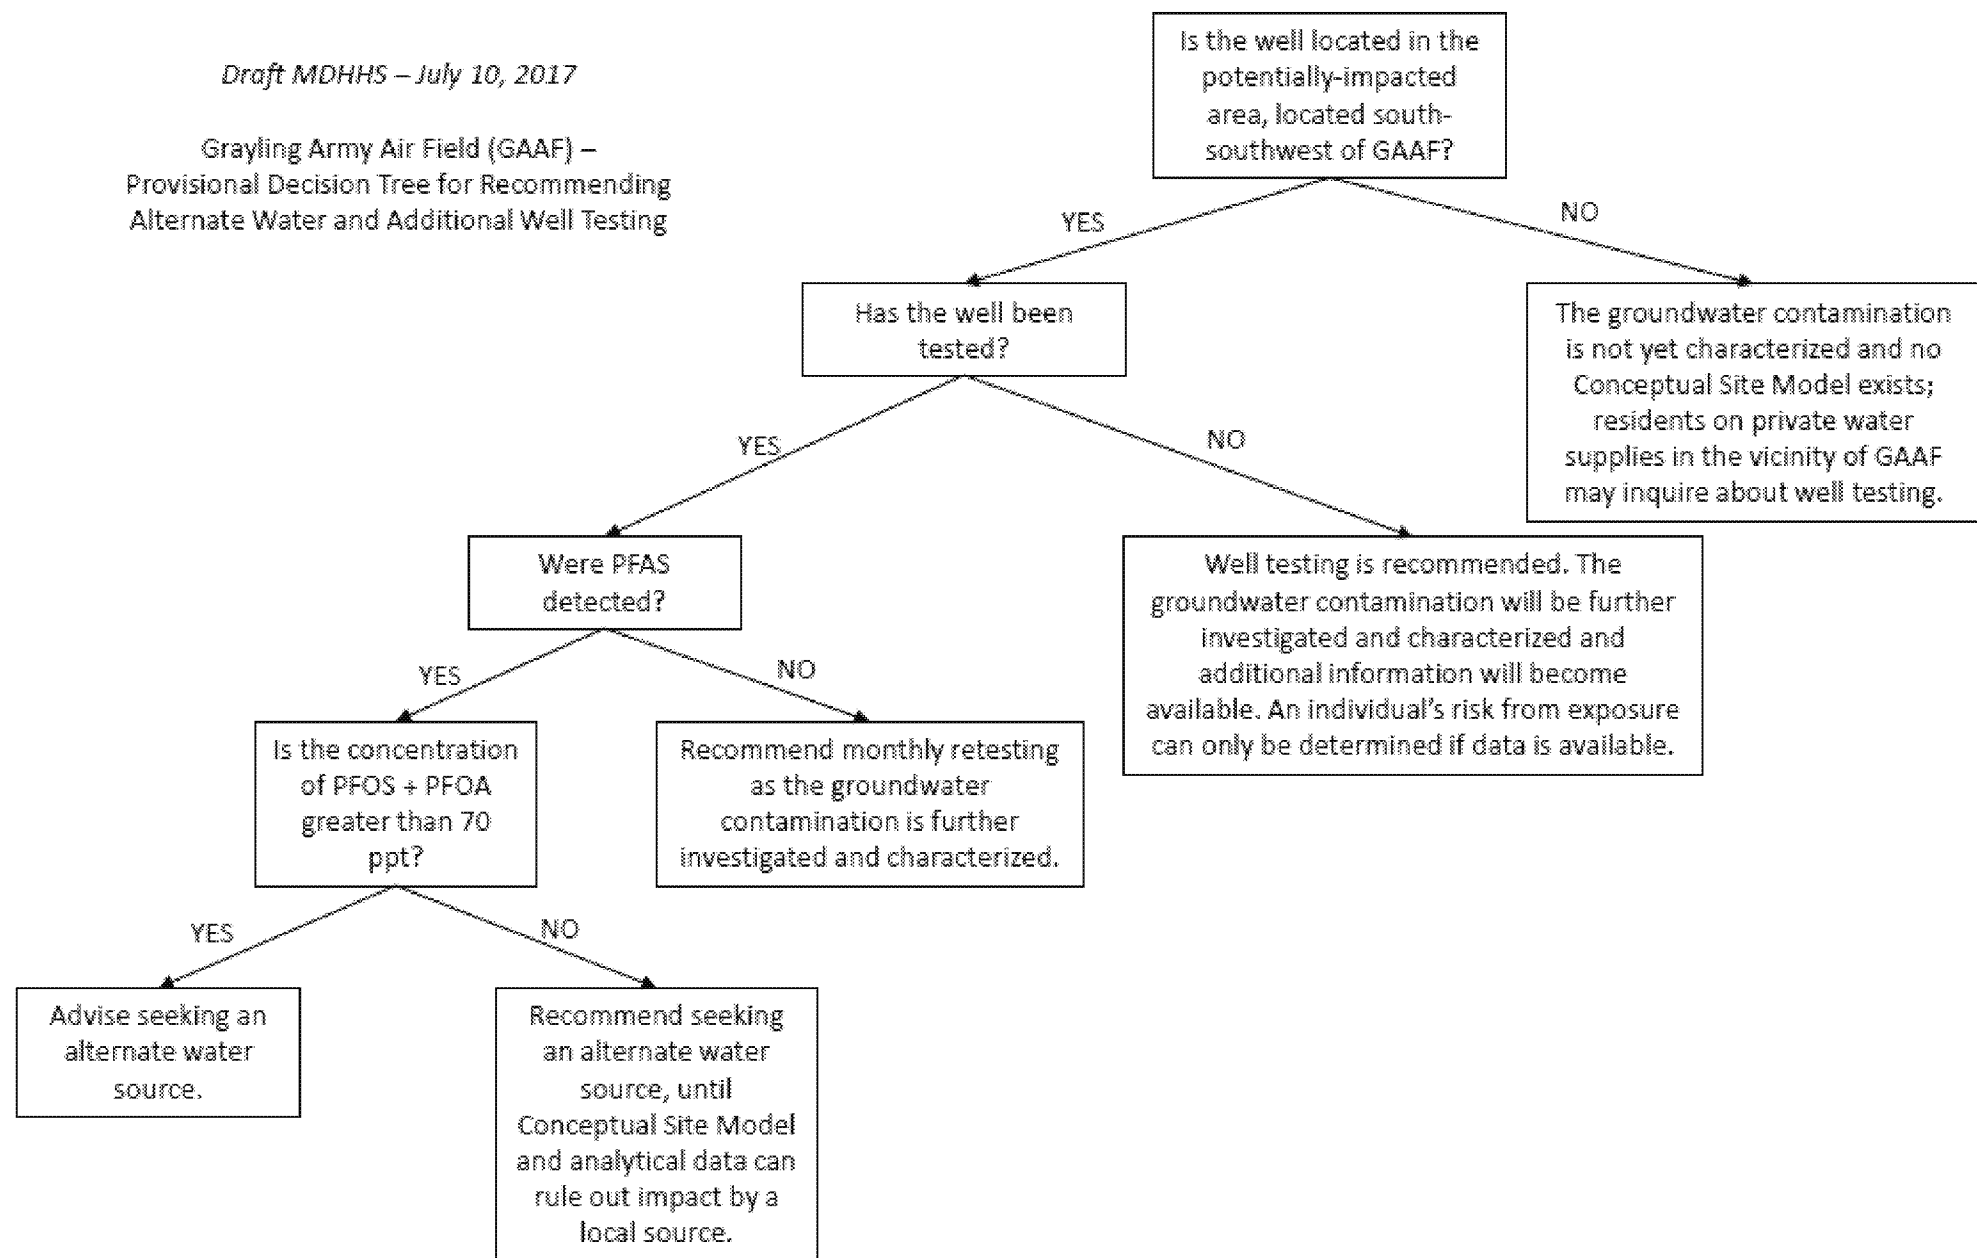 Draft MDHHS – July 10, 2017
Grayling Army Air Field (GAAF) –
Provisional Decision Tree for Recommending
Alternate Water and Additional Well Testing
Is the well located in the
potentially-impacted
area, located south-
southwest of GAAF?
YES
NO
Has the well been
tested?
The groundwater contamination
is not yet characterized and no
Conceptual Site Model exists;
residents on private water
supplies in the vicinity of GAAF
may inquire about well testing.
YES
NO
Were PFAS
detected?
Well testing is recommended. The
groundwater contamination will be further
investigated and characterized and
additional information will become
available. An individual's risk from exposure
can only be determined if data is available.
YES
NO
Is the concentration
of PFOS + PFOA
greater than 70
ppt?
Recommend monthly retesting
as the groundwater
contamination is further
investigated and characterized.
YES
NO
Advise seeking an
alternate water
source.
Recommend seeking
an alternate water
source, until
Conceptual Site Model
and analytical data can
rule out impact by a
local source.